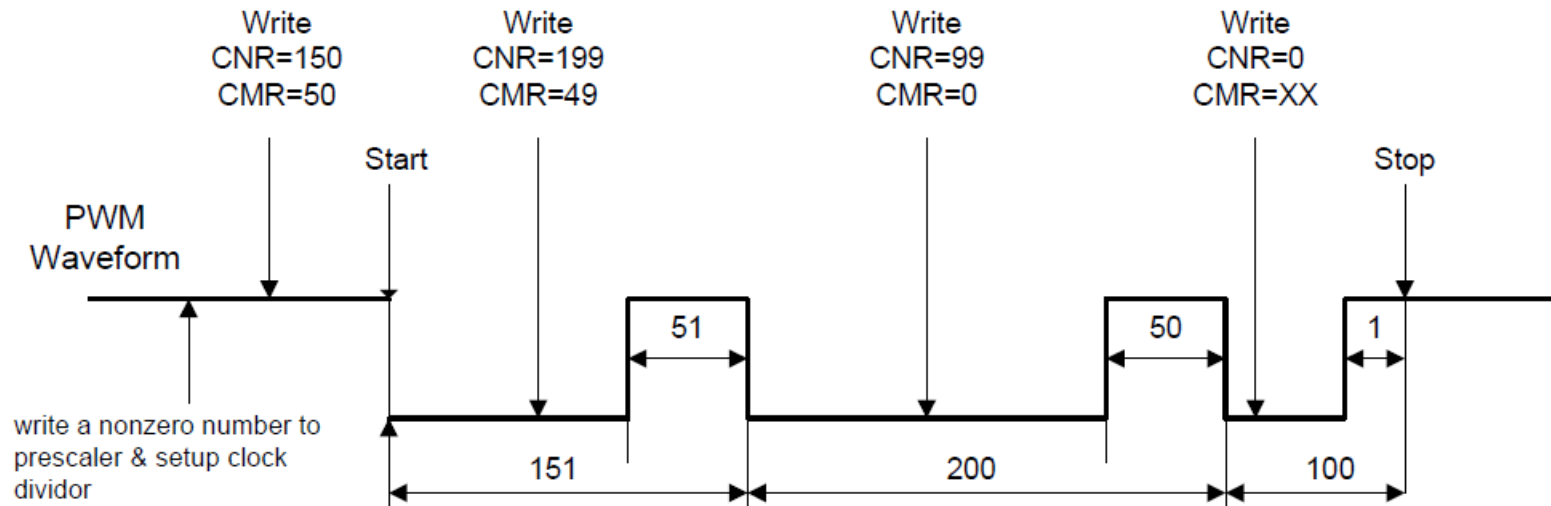 Write
CNR=150
CMR=50
Write
CNR=199
CMR=49
Write
CNR=99
CMR=0
Write
CNR=0
CMR=XX
Start
Stop
PWM
Waveform
51
50
1
write a nonzero number to
prescaler & setup clock
dividor
151
200
100